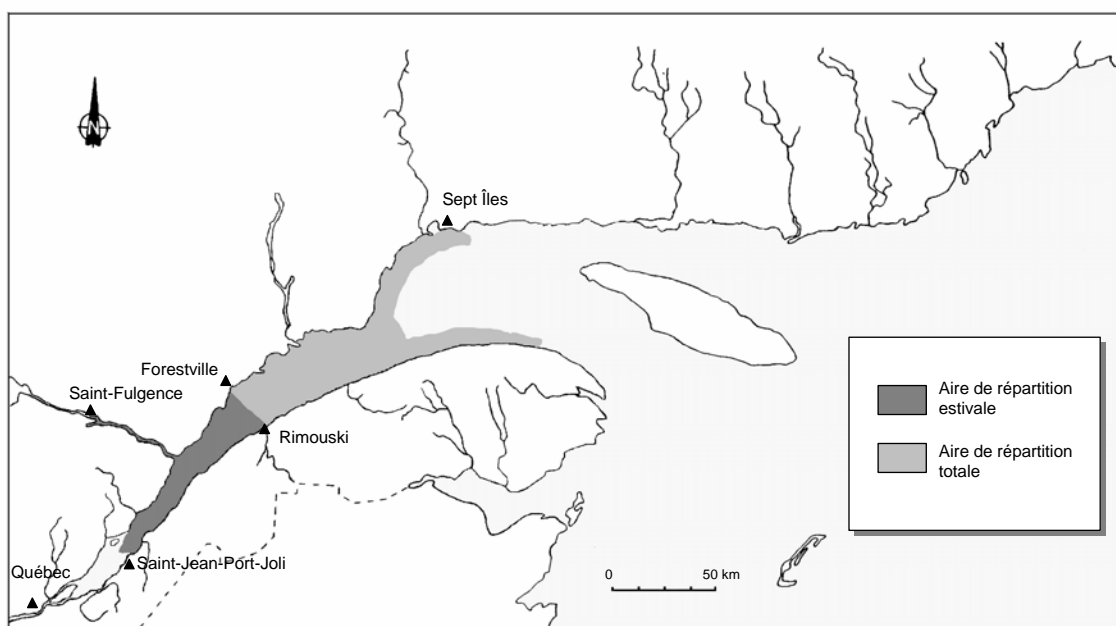 N
Sept Îles
Forestville
Saint-Fulgence
Rimouski
Saint-Jean-Port-Joli
Québec
0 50 km
Aire de répartition
estivale
Aire de répartition
totale